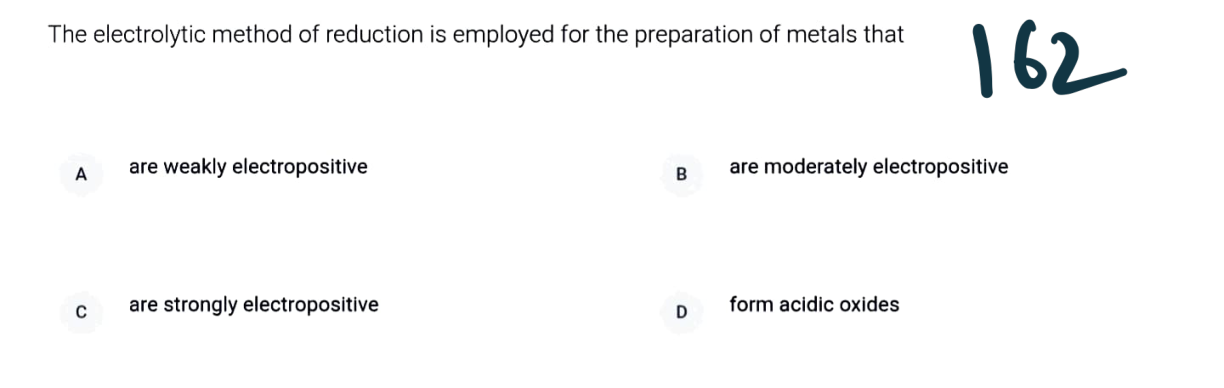 The electrolytic method of reduction is employed for the preparation of metals that
162
A are weakly electropositive
B are moderately electropositive
C are strongly electropositive
D form acidic oxides